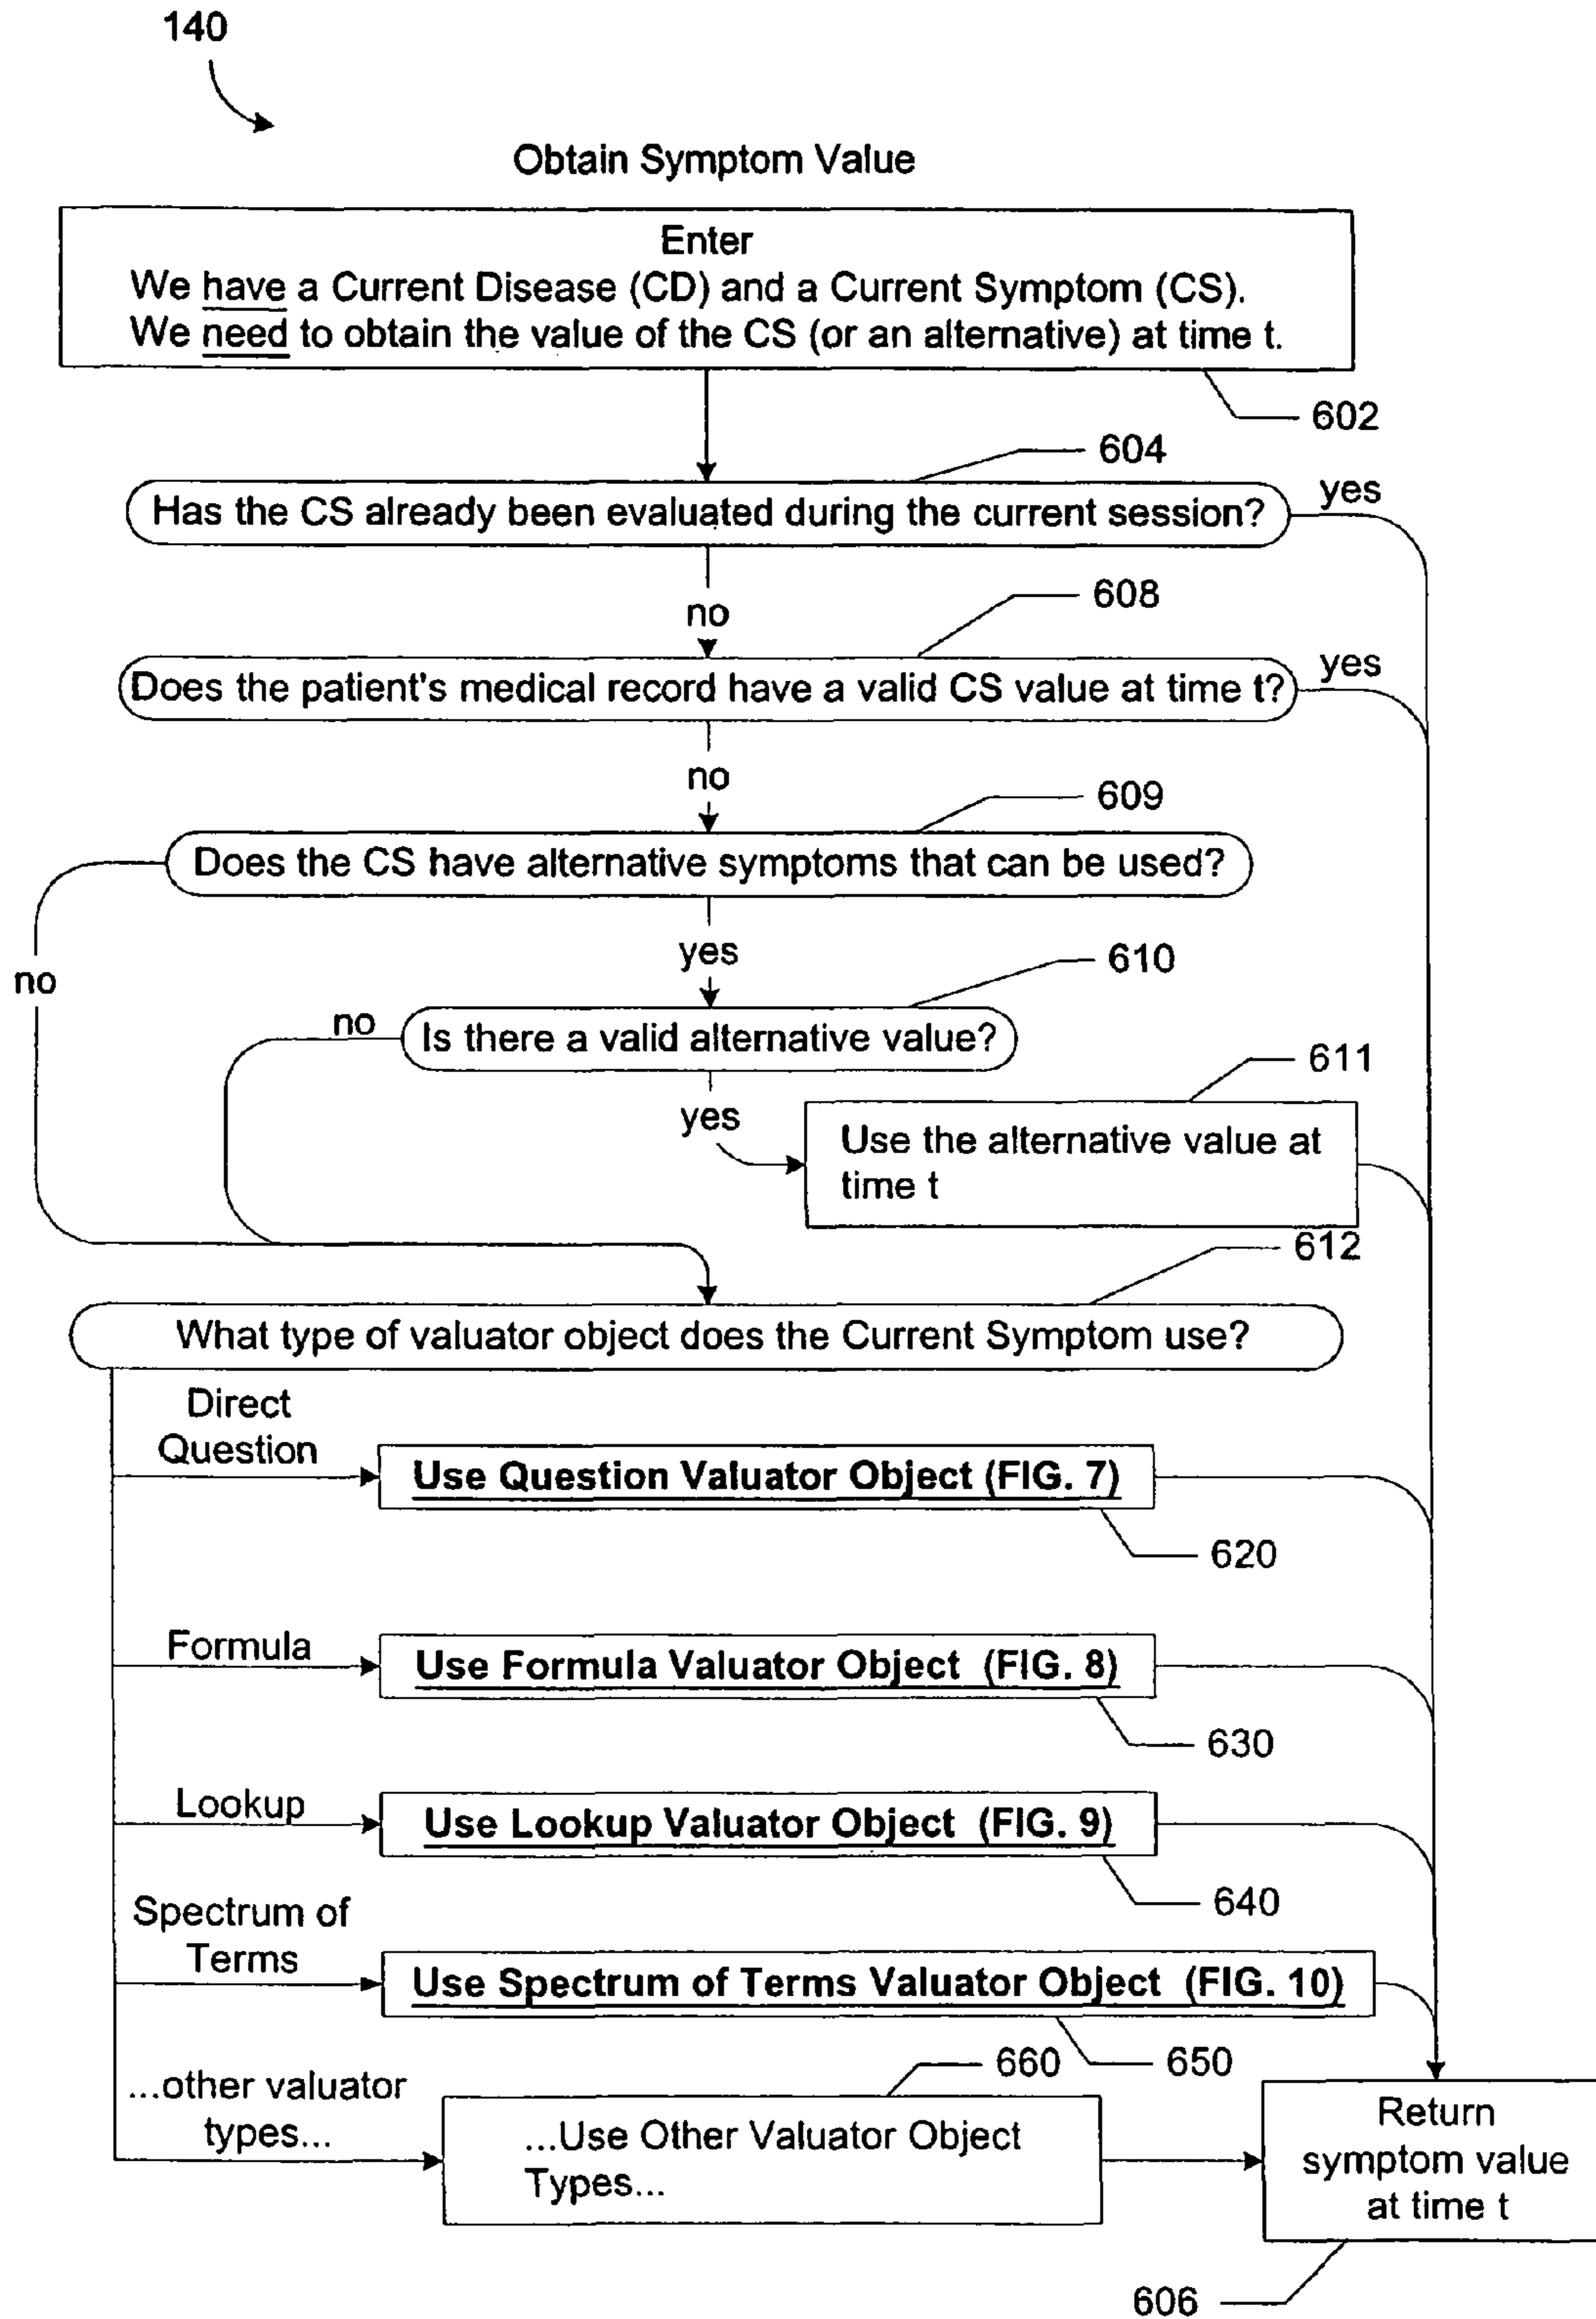 140
Obtain Symptom Value
Enter
We have a Current Disease (CD) and a Current Symptom (CS).
We need to obtain the value of the CS (or an alternative) at time t.
602
604
Has the CS already been evaluated during the current session?
yes
no
608
Does the patient's medical record have a valid CS value at time t?
yes
no
609
Does the CS have alternative symptoms that can be used?
no
yes
610
Is there a valid alternative value?
no
yes
611
Use the alternative value at
time t
612
What type of valuator object does the Current Symptom use?
Direct
Question
Use Question Valuator Object (FIG. 7)
620
Formula
Use Formula Valuator Object (FIG. 8)
630
Lookup
Use Lookup Valuator Object (FIG. 9)
640
Spectrum of
Terms
Use Spectrum of Terms Valuator Object (FIG. 10)
650
660
...other valuator
types...
...Use Other Valuator Object
Types...
Return
symptom value
at time t
606